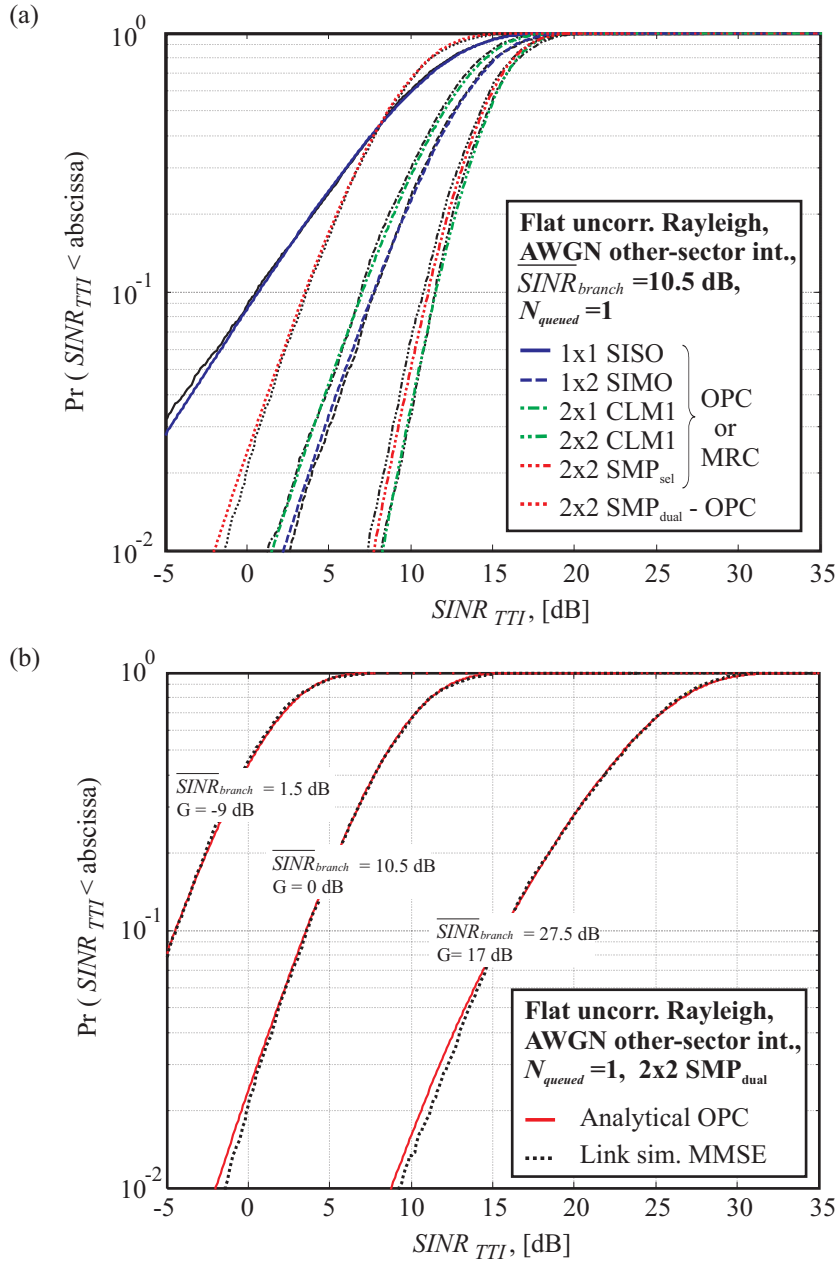 (a)
10^0
10^-1
10^-2
Pr ( SINR_TTI < abscissa)
Flat uncorr. Rayleigh,
AWGN other-sector int.,
SINR_branch =10.5 dB,
N_queued =1
1x1 SISO
1x2 SIMO
2x1 CLM1
2x2 CLM1
2x2 SMP_sel
OPC
or
MRC
2x2 SMP_dual - OPC
-5 0 5 10 15 20 25 30 35
SINR_TTI, [dB]
(b)
10^0
10^-1
10^-2
Pr ( SINR_TTI < abscissa)
SINR_branch = 1.5 dB
G = -9 dB
SINR_branch = 10.5 dB
G = 0 dB
SINR_branch = 27.5 dB
G= 17 dB
Flat uncorr. Rayleigh,
AWGN other-sector int.,
N_queued =1, 2x2 SMP_dual
Analytical OPC
Link sim. MMSE
-5 0 5 10 15 20 25 30 35
SINR_TTI, [dB]